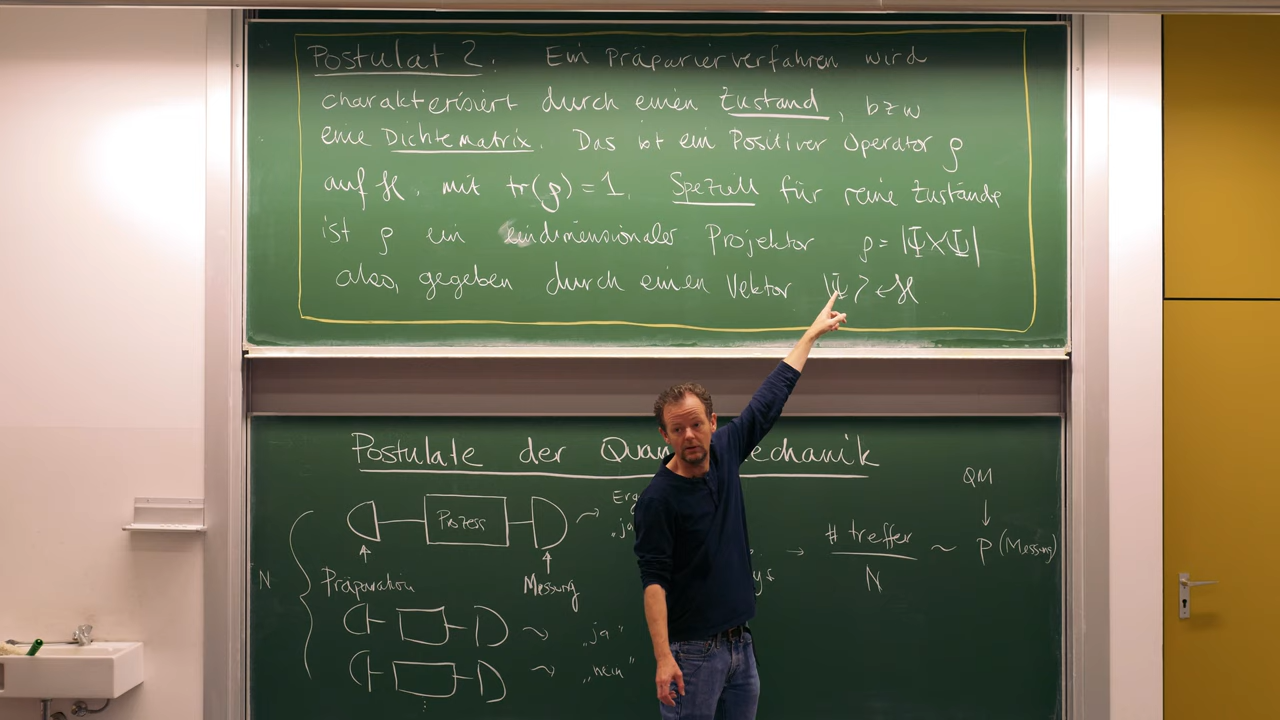 Postulat 2: Ein Präparierverfahren wird
charakterisiert durch einen Zustand, bzw
eine Dichtematrix. Das ist ein Positiver Operator ρ
auf ℋ, mit tr(ρ)=1. Speziell für reine Zustände
ist ρ ein eindimensionaler Projektor ρ=|Ψ⟩⟨Ψ|
also, gegeben durch einen Vektor |Ψ⟩∈ℋ
Postulate der Quan echanik
Prozess
Präparation
Messung
N
„ja"
„nein"
# treffer
N
~ p (Messung)
QM